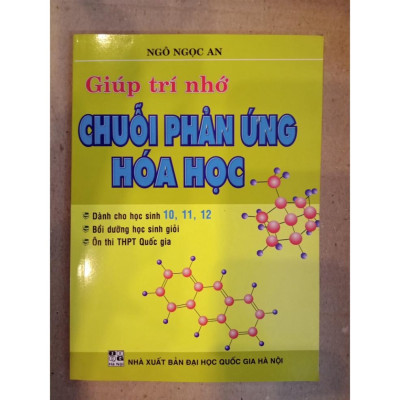 NGÔ NGỌC AN
Giúp trí nhớ
CHUỖI PHẢN ỨNG
HÓA HỌC
Dành cho học sinh 10, 11, 12
Bồi dưỡng học sinh giỏi
Ôn thi THPT Quốc gia
NHÀ XUẤT BẢN ĐẠI HỌC QUỐC GIA HÀ NỘI